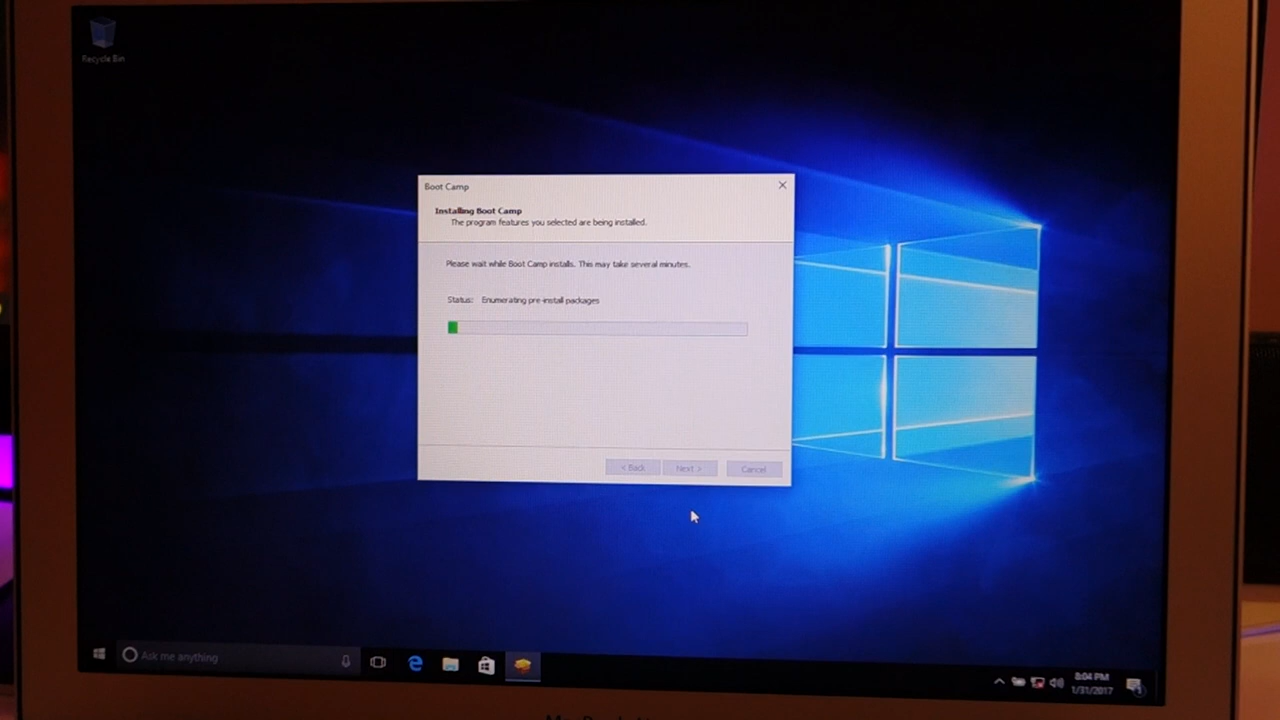 Recycle Bin
Boot Camp
Installing Boot Camp
The program features you selected are being installed.
Please wait while Boot Camp installs. This may take several minutes.
Status: Enumerating pre-install packages
< Back Next > Cancel
Ask me anything
8:04 PM
1/31/2017